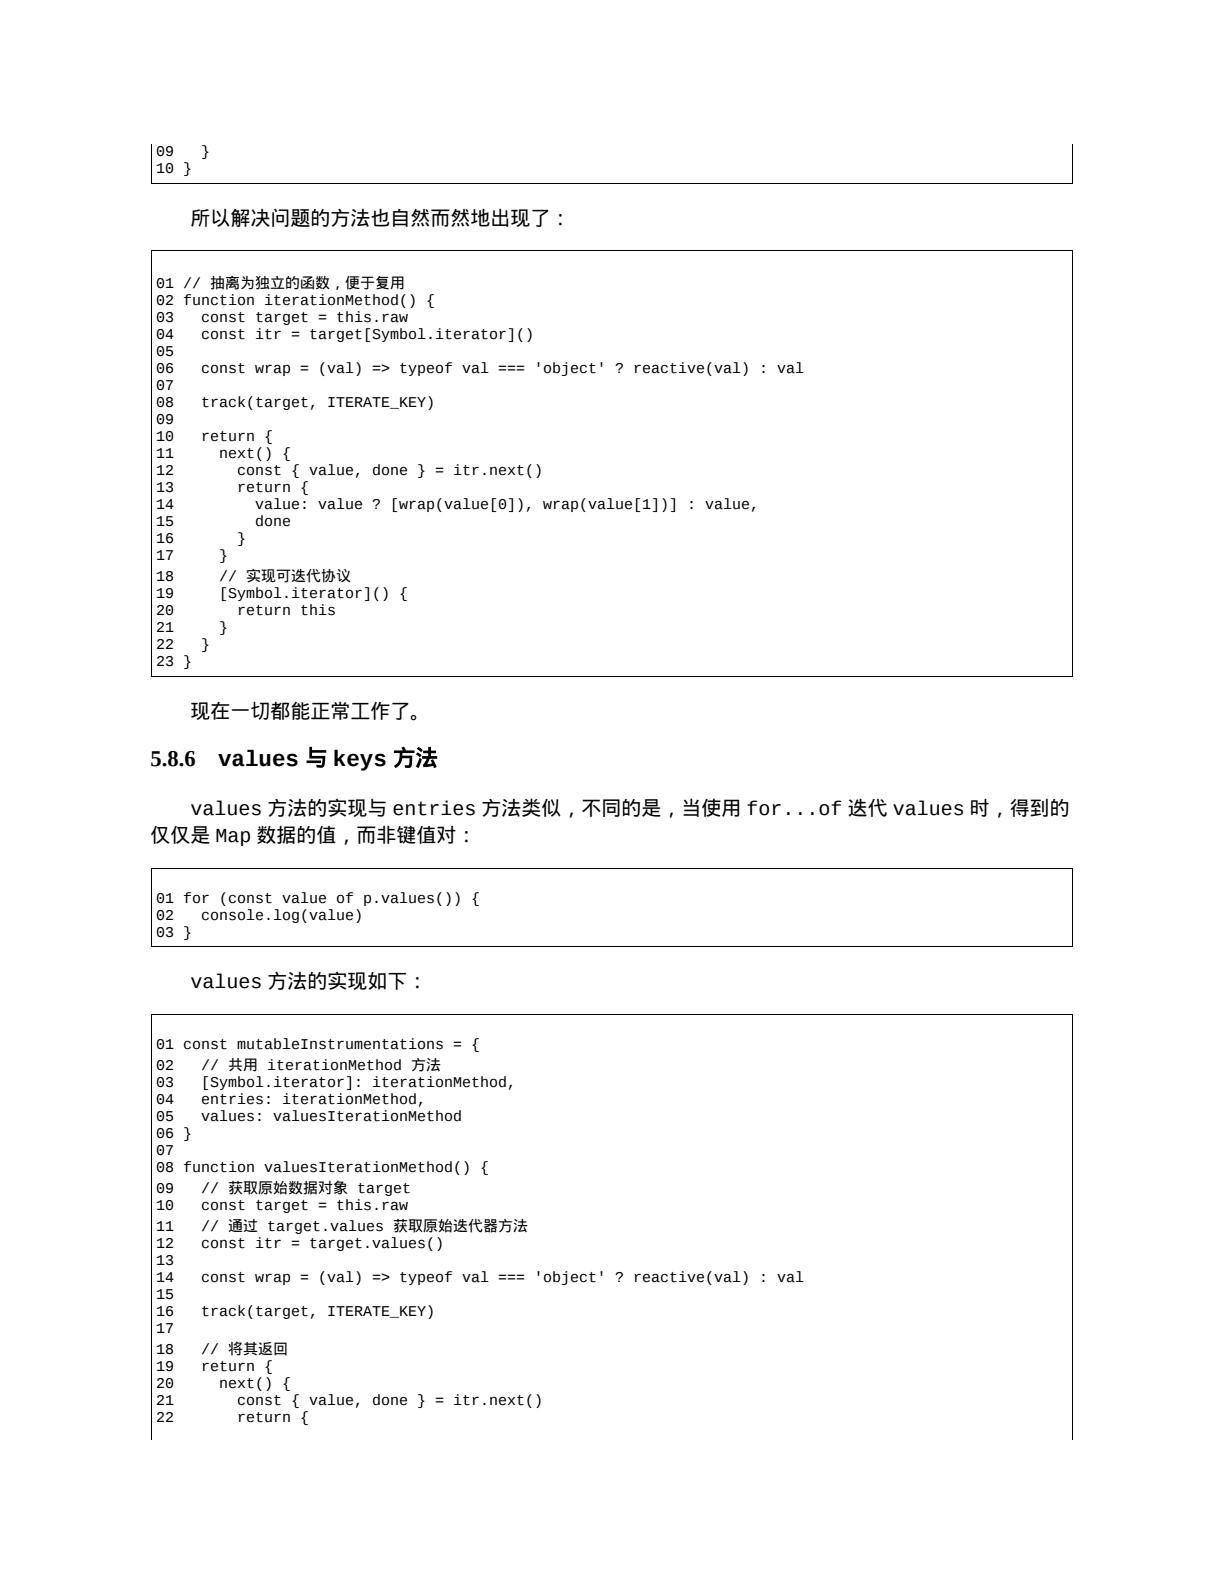 09   }
10 }
所以解决问题的方法也自然而然地出现了：
01 // 抽离为独立的函数，便于复用
02 function iterationMethod() {
03   const target = this.raw
04   const itr = target[Symbol.iterator]()
05
06   const wrap = (val) => typeof val === 'object' ? reactive(val) : val
07
08   track(target, ITERATE_KEY)
09
10   return {
11     next() {
12       const { value, done } = itr.next()
13       return {
14         value: value ? [wrap(value[0]), wrap(value[1])] : value,
15         done
16       }
17     }
18     // 实现可迭代协议
19     [Symbol.iterator]() {
20       return this
21     }
22   }
23 }
现在一切都能正常工作了。
5.8.6 values 与 keys 方法
values 方法的实现与 entries 方法类似，不同的是，当使用 for...of 迭代 values 时，得到的
仅仅是 Map 数据的值，而非键值对：
01 for (const value of p.values()) {
02   console.log(value)
03 }
values 方法的实现如下：
01 const mutableInstrumentations = {
02   // 共用 iterationMethod 方法
03   [Symbol.iterator]: iterationMethod,
04   entries: iterationMethod,
05   values: valuesIterationMethod
06 }
07
08 function valuesIterationMethod() {
09   // 获取原始数据对象 target
10   const target = this.raw
11   // 通过 target.values 获取原始迭代器方法
12   const itr = target.values()
13
14   const wrap = (val) => typeof val === 'object' ? reactive(val) : val
15
16   track(target, ITERATE_KEY)
17
18   // 将其返回
19   return {
20     next() {
21       const { value, done } = itr.next()
22       return {